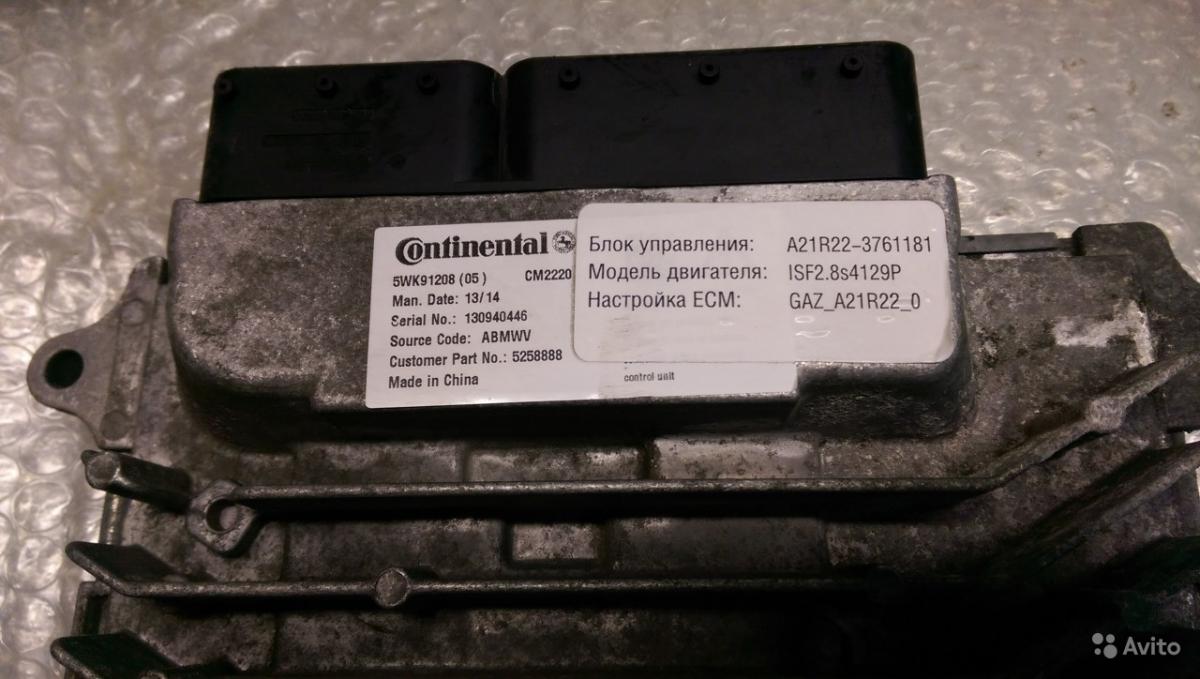 Continental
5WK91208 (05) CM2220
Man. Date: 13/14
Serial No.: 130940446
Source Code: ABMWV
Customer Part No.: 5258888
Made in China
control unit
Блок управления: A21R22-3761181
Модель двигателя: ISF2.8s4129P
Настройка ECM: GAZ_A21R22_0
Avito